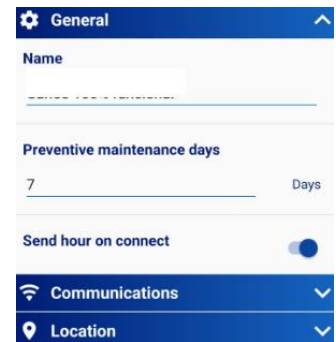 General
Name
Preventive maintenance days
7 Days
Send hour on connect
Communications
Location